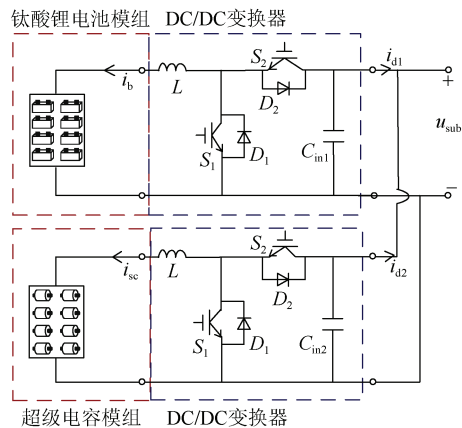 钛酸锂电池模组 DC/DC变换器
S2 id1
ib L D2 +
S1 D1 Cin1 usub
−
S2
isc L D2 id2
S1 D1 Cin2
超级电容模组 DC/DC变换器